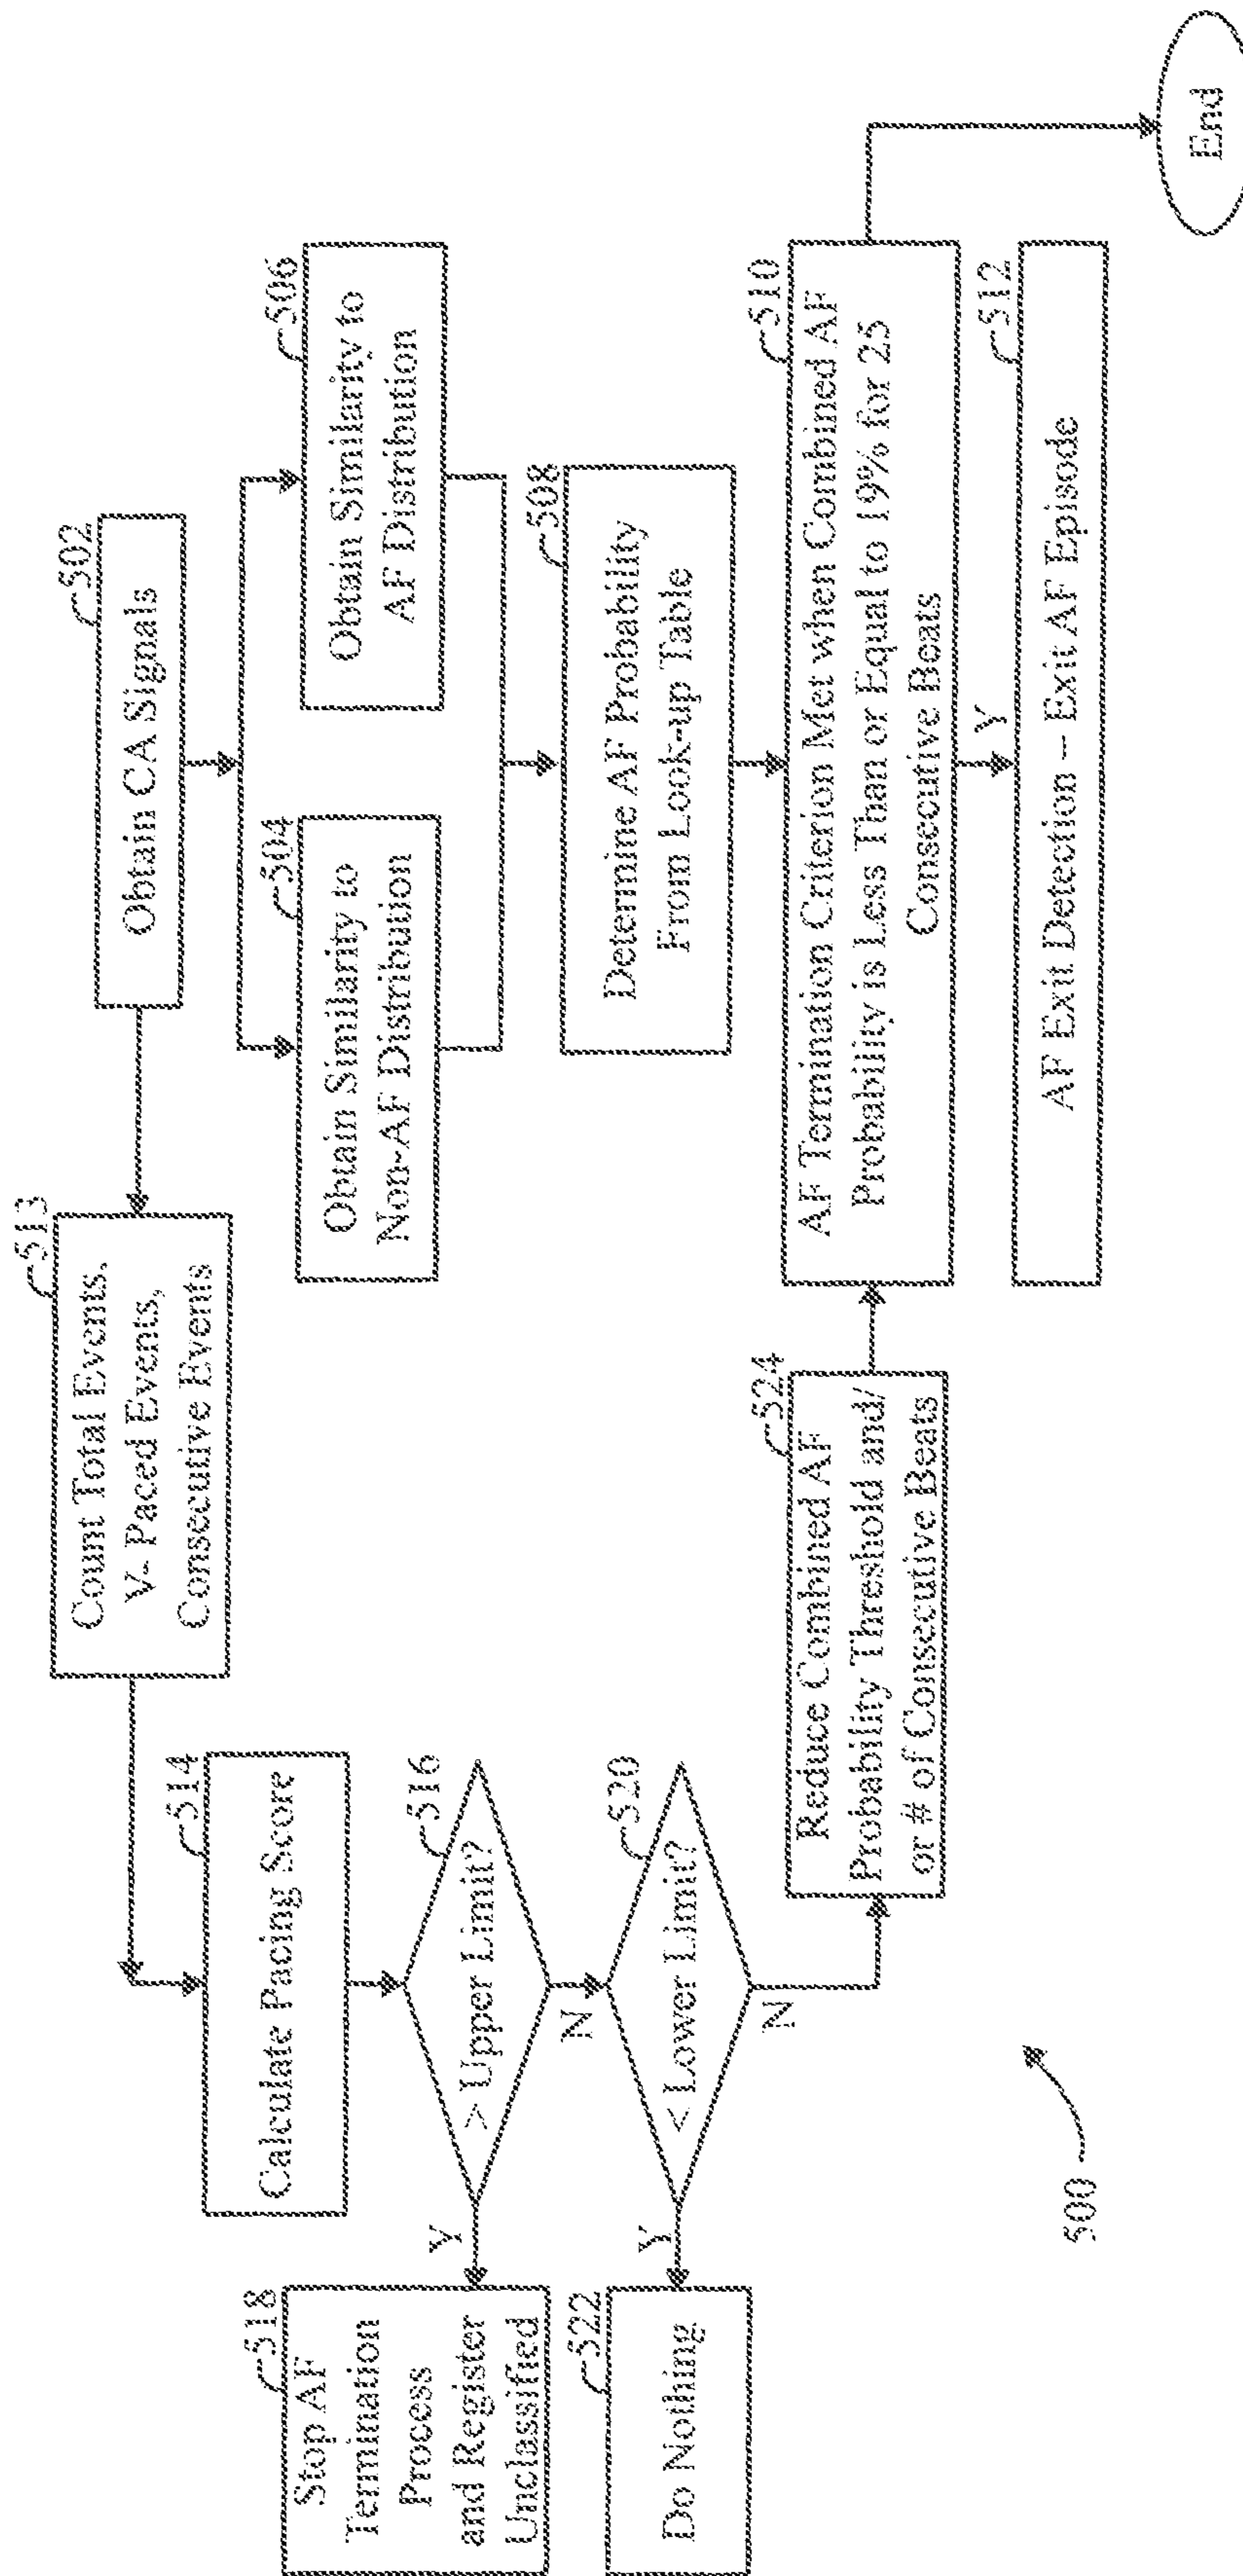 502
Obtain CA Signals
513
Count Total Events,
V- Paced Events,
Consecutive Events
504
Obtain Similarity to
Non-AF Distribution
506
Obtain Similarity to
AF Distribution
508
Determine AF Probability
From Look-up Table
510
AF Termination Criterion Met when Combined AF
Probability is Less Than or Equal to 19% for 25
Consecutive Beats
Y
512
AF Exit Detection – Exit AF Episode
End
514
Calculate Pacing Score
516
> Upper Limit?
Y
N
518
Stop AF
Termination
Process
and Register
Unclassified
520
< Lower Limit?
Y
N
522
Do Nothing
524
Reduce Combined AF
Probability Threshold and/
or # of Consecutive Beats
500